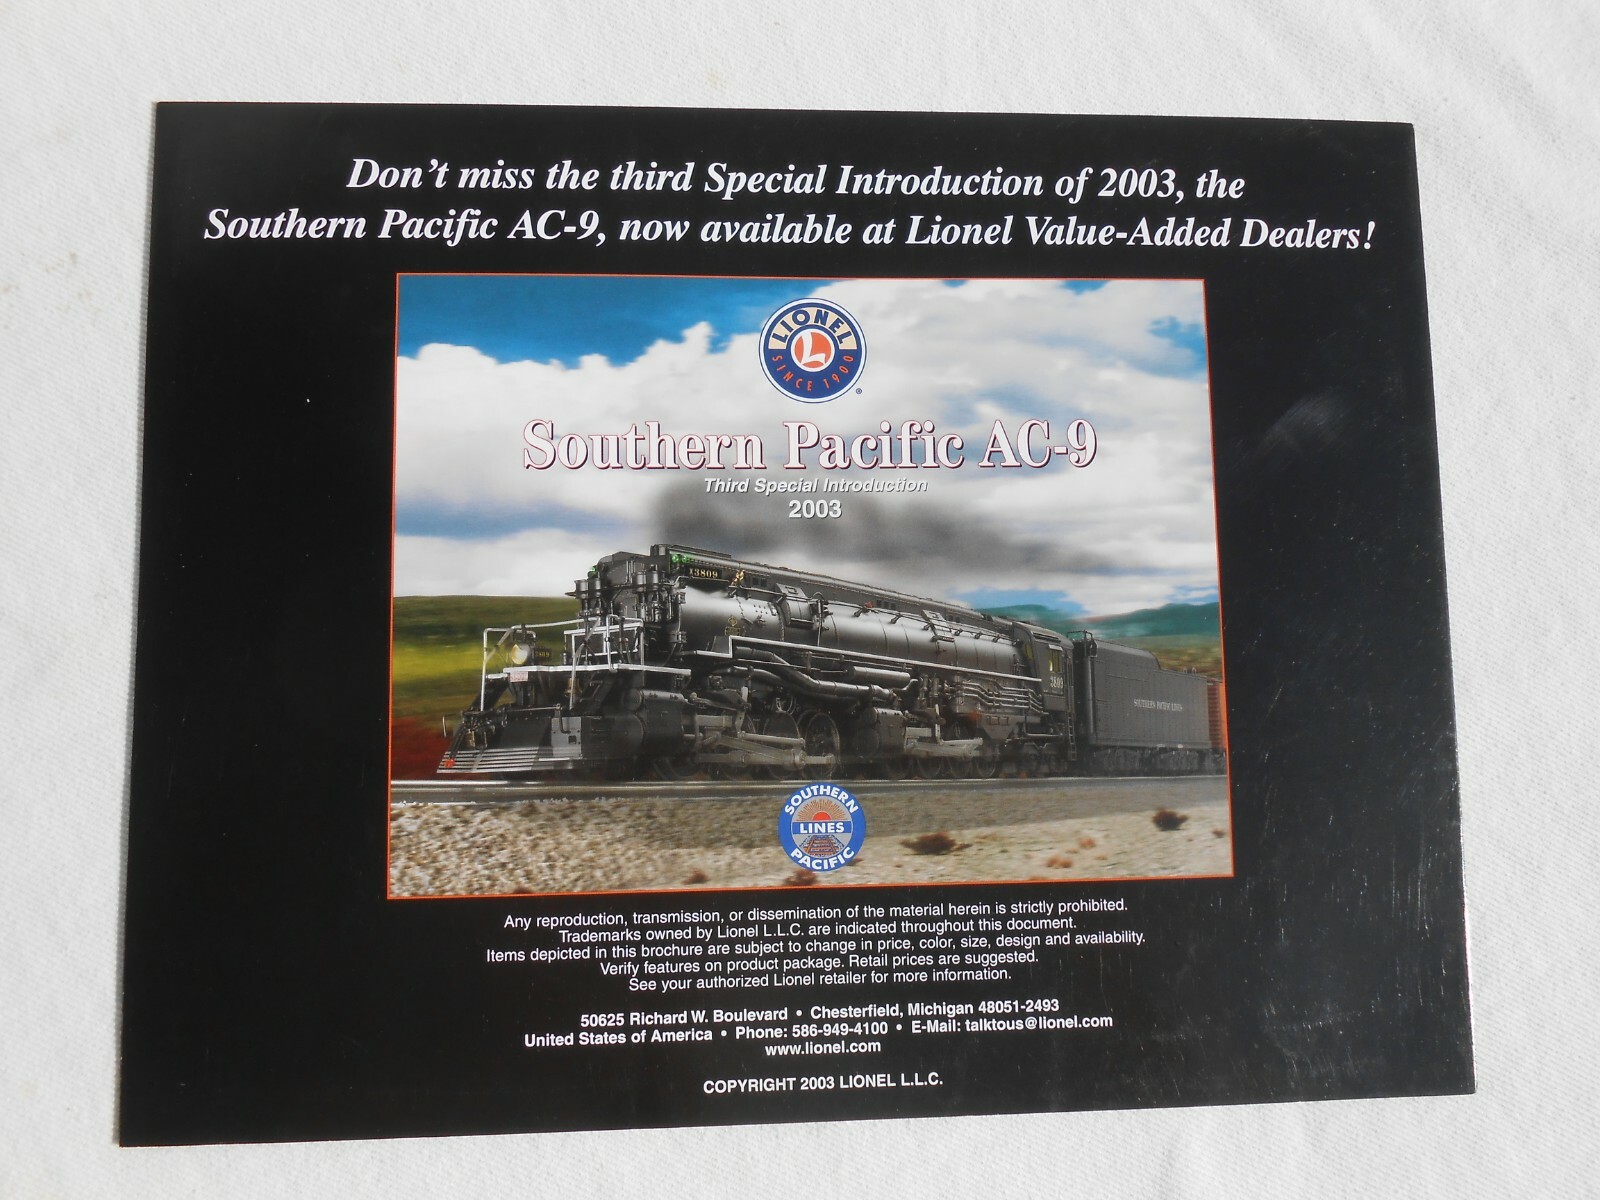 Don't miss the third Special Introduction of 2003, the
Southern Pacific AC-9, now available at Lionel Value-Added Dealers!
LIONEL
L
SINCE 1900
®
Southern Pacific AC-9
Third Special Introduction
2003
X3809
3809
SOUTHERN PACIFIC LINES
SOUTHERN
LINES
PACIFIC
Any reproduction, transmission, or dissemination of the material herein is strictly prohibited.
Trademarks owned by Lionel L.L.C. are indicated throughout this document.
Items depicted in this brochure are subject to change in price, color, size, design and availability.
Verify features on product package. Retail prices are suggested.
See your authorized Lionel retailer for more information.
50625 Richard W. Boulevard • Chesterfield, Michigan 48051-2493
United States of America • Phone: 586-949-4100 • E-Mail: talktous@lionel.com
www.lionel.com
COPYRIGHT 2003 LIONEL L.L.C.